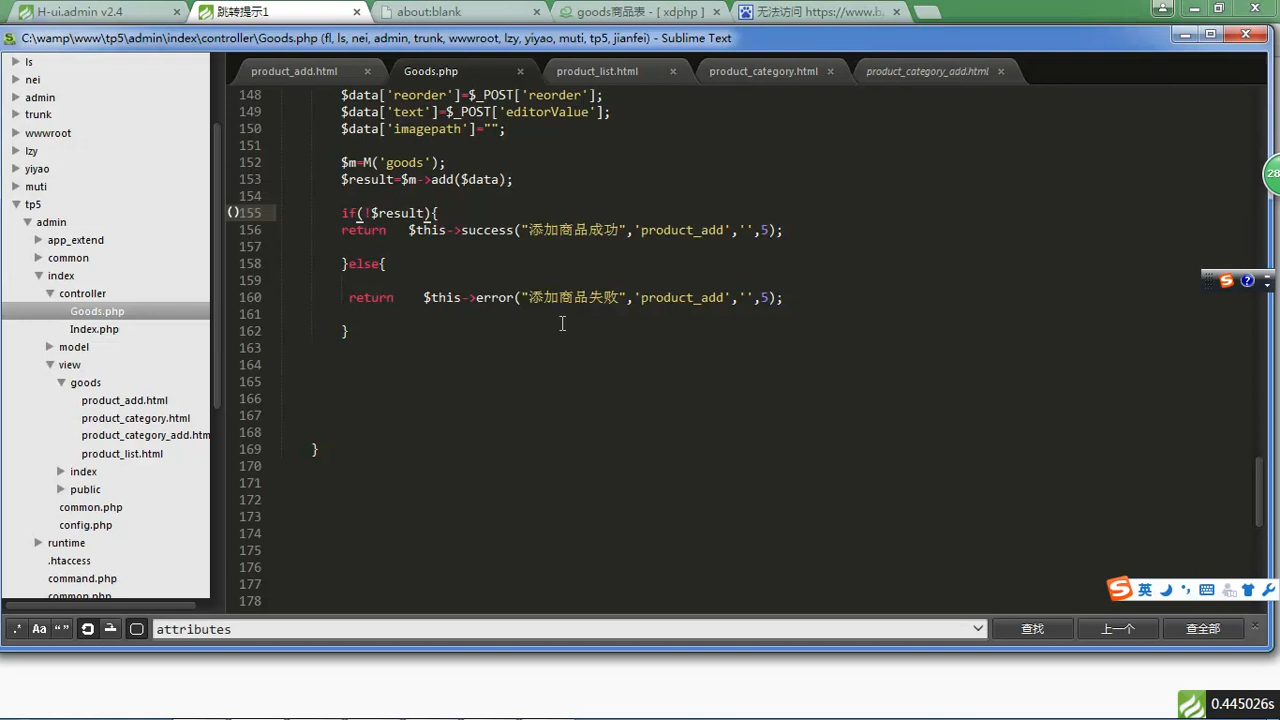 H-ui.admin v2.4
跳转提示1
about:blank
goods商品表 - [ xdphp ]
无法访问 https://www.b
C:\wamp\www\tp5\admin\index\controller\Goods.php (fl, ls, nei, admin, trunk, wwwroot, lzy, yiyao, muti, tp5, jianfei) - Sublime Text
product_add.html
Goods.php
product_list.html
product_category.html
product_category_add.html
ls
nei
admin
trunk
wwwroot
lzy
yiyao
muti
tp5
admin
app_extend
common
index
controller
Goods.php
Index.php
model
view
goods
product_add.html
product_category.html
product_category_add.htm
product_list.html
index
public
common.php
config.php
runtime
.htaccess
command.php
common.php
148 $data['reorder']=$_POST['reorder'];
149 $data['text']=$_POST['editorValue'];
150 $data['imagepath']="";
151
152 $m=M('goods');
153 $result=$m->add($data);
154
()155 if(!$result){
156 return $this->success("添加商品成功",'product_add','',5);
157
158 }else{
159
160 return $this->error("添加商品失败",'product_add','',5);
161
162 }
163
164
165
166
167
168
169 }
170
171
172
173
174
175
176
177
178
28
英
.* Aa “ ”
attributes
查找
上一个
查全部
0.445026s